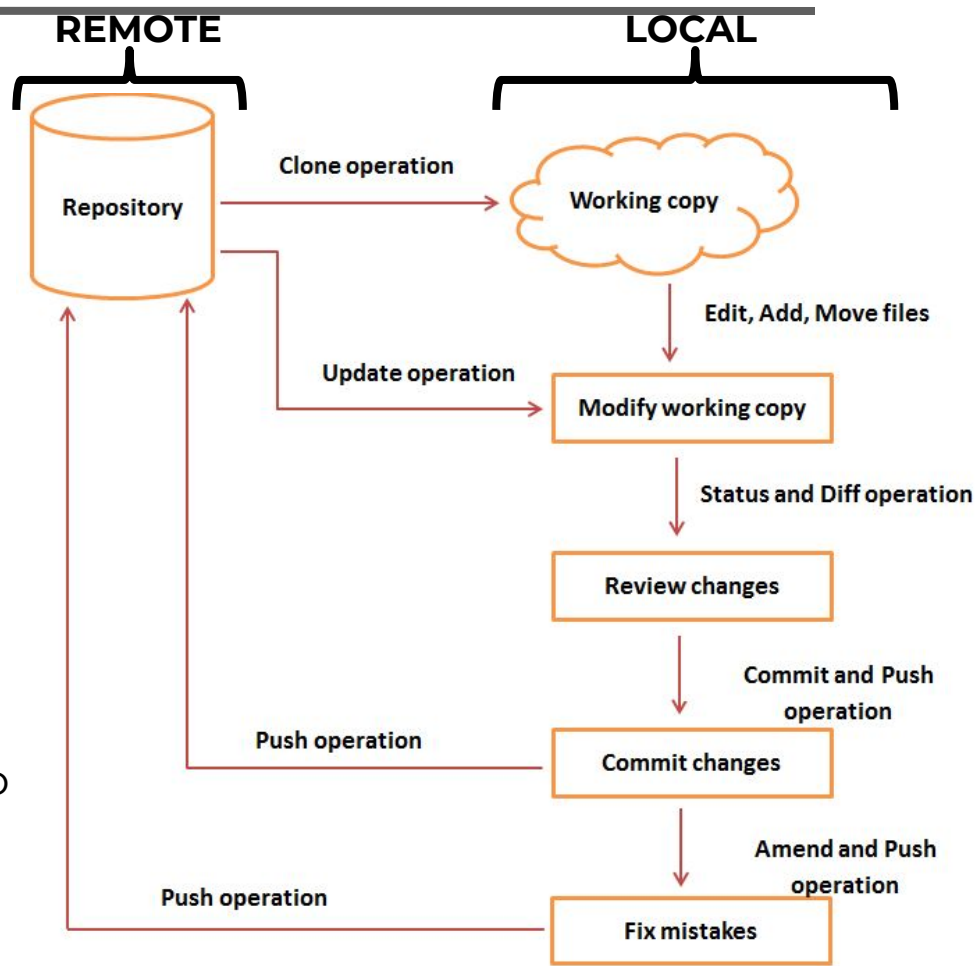 REMOTE
LOCAL
Clone operation
Repository
Working copy
Edit, Add, Move files
Update operation
Modify working copy
Status and Diff operation
Review changes
Commit and Push
operation
Push operation
Commit changes
Amend and Push
operation
Push operation
Fix mistakes